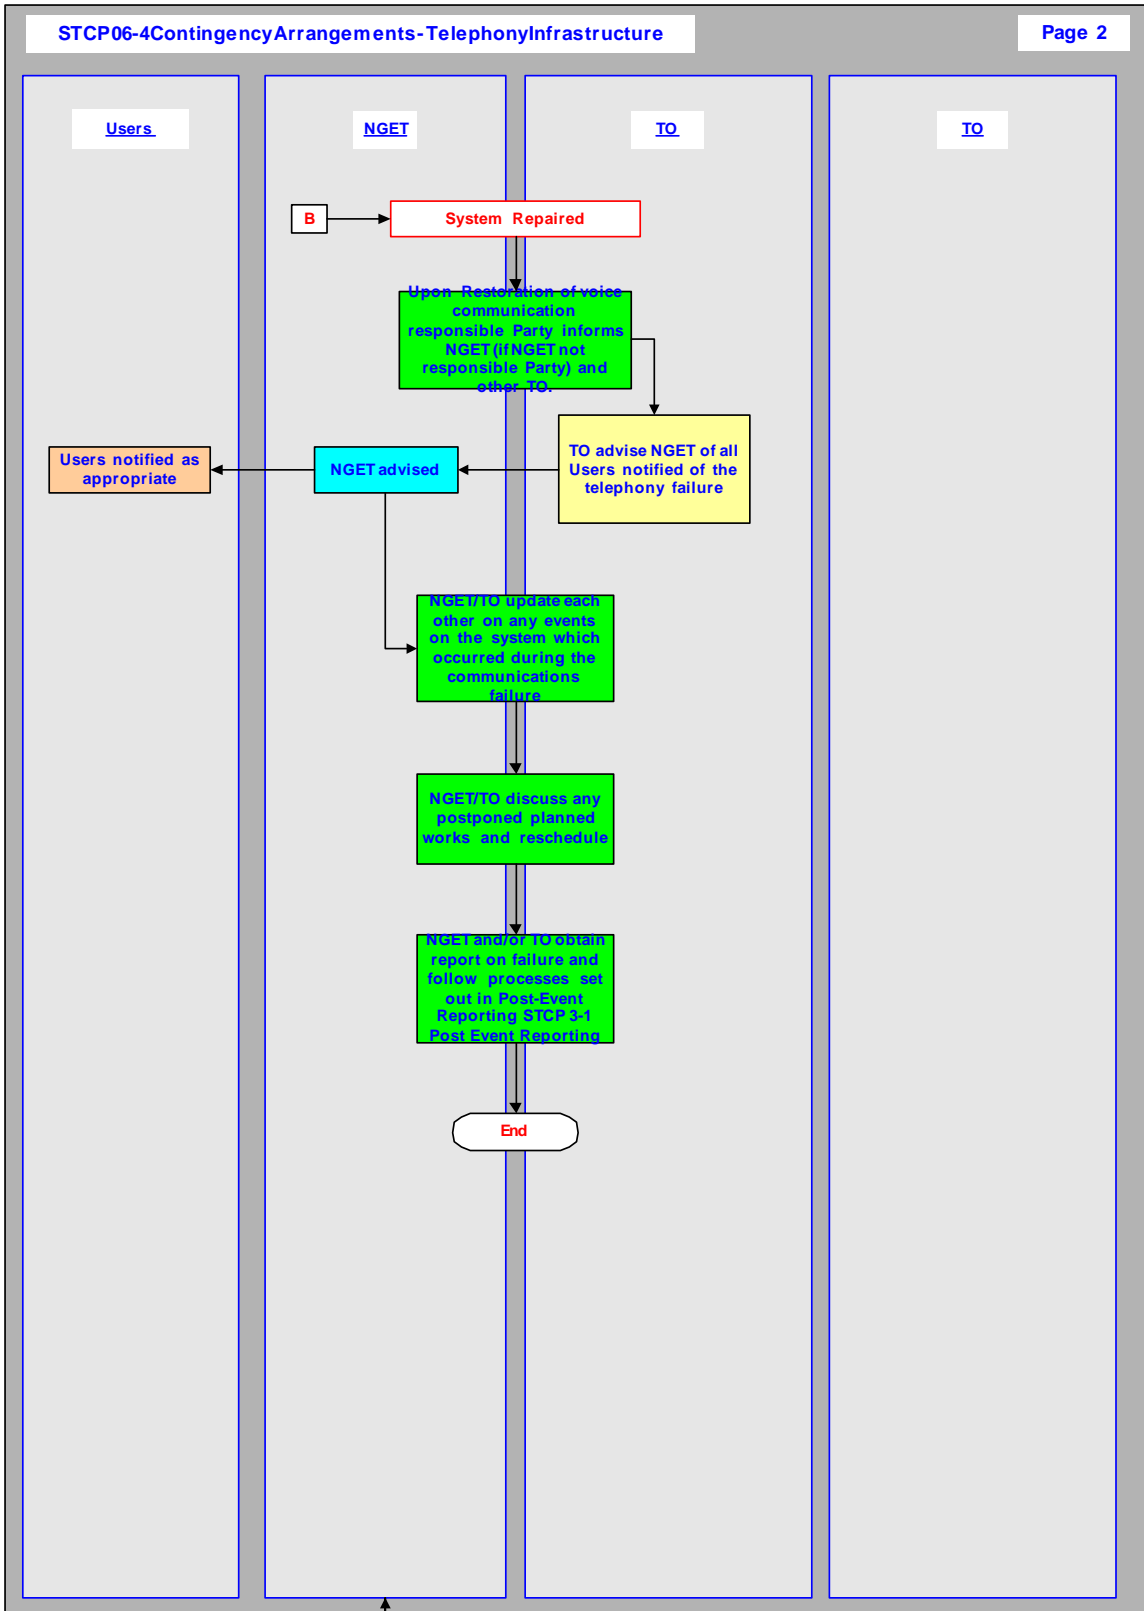 STCP06-4ContingencyArrangements-TelephonyInfrastructure
Page 2
Users
NGET
TO
TO
B
System Repaired
Upon Restoration of voice
communication
responsible Party informs
NGET (if NGET not
responsible Party) and
other TO.
TO advise NGET of all
Users notified of the
telephony failure
NGET advised
Users notified as
appropriate
NGET/TO update each
other on any events
on the system which
occurred during the
communications
failure
NGET/TO discuss any
postponed planned
works and reschedule
NGET and/or TO obtain
report on failure and
follow processes set
out in Post-Event
Reporting STCP 3-1
Post Event Reporting
End